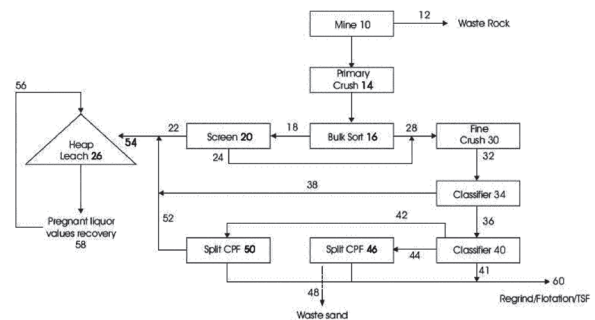 12
Mine 10
Waste Rock
Primary
Crush 14
56
22
18
28
54
Screen 20
Bulk Sort 16
Fine
Crush 30
Heap
Leach 26
24
32
38
Classifier 34
52
42
36
Pregnant liquor
values recovery
58
Split CPF 50
Split CPF 46
44
Classifier 40
41
48
60
Regrind/Flotation/TSF
Waste sand